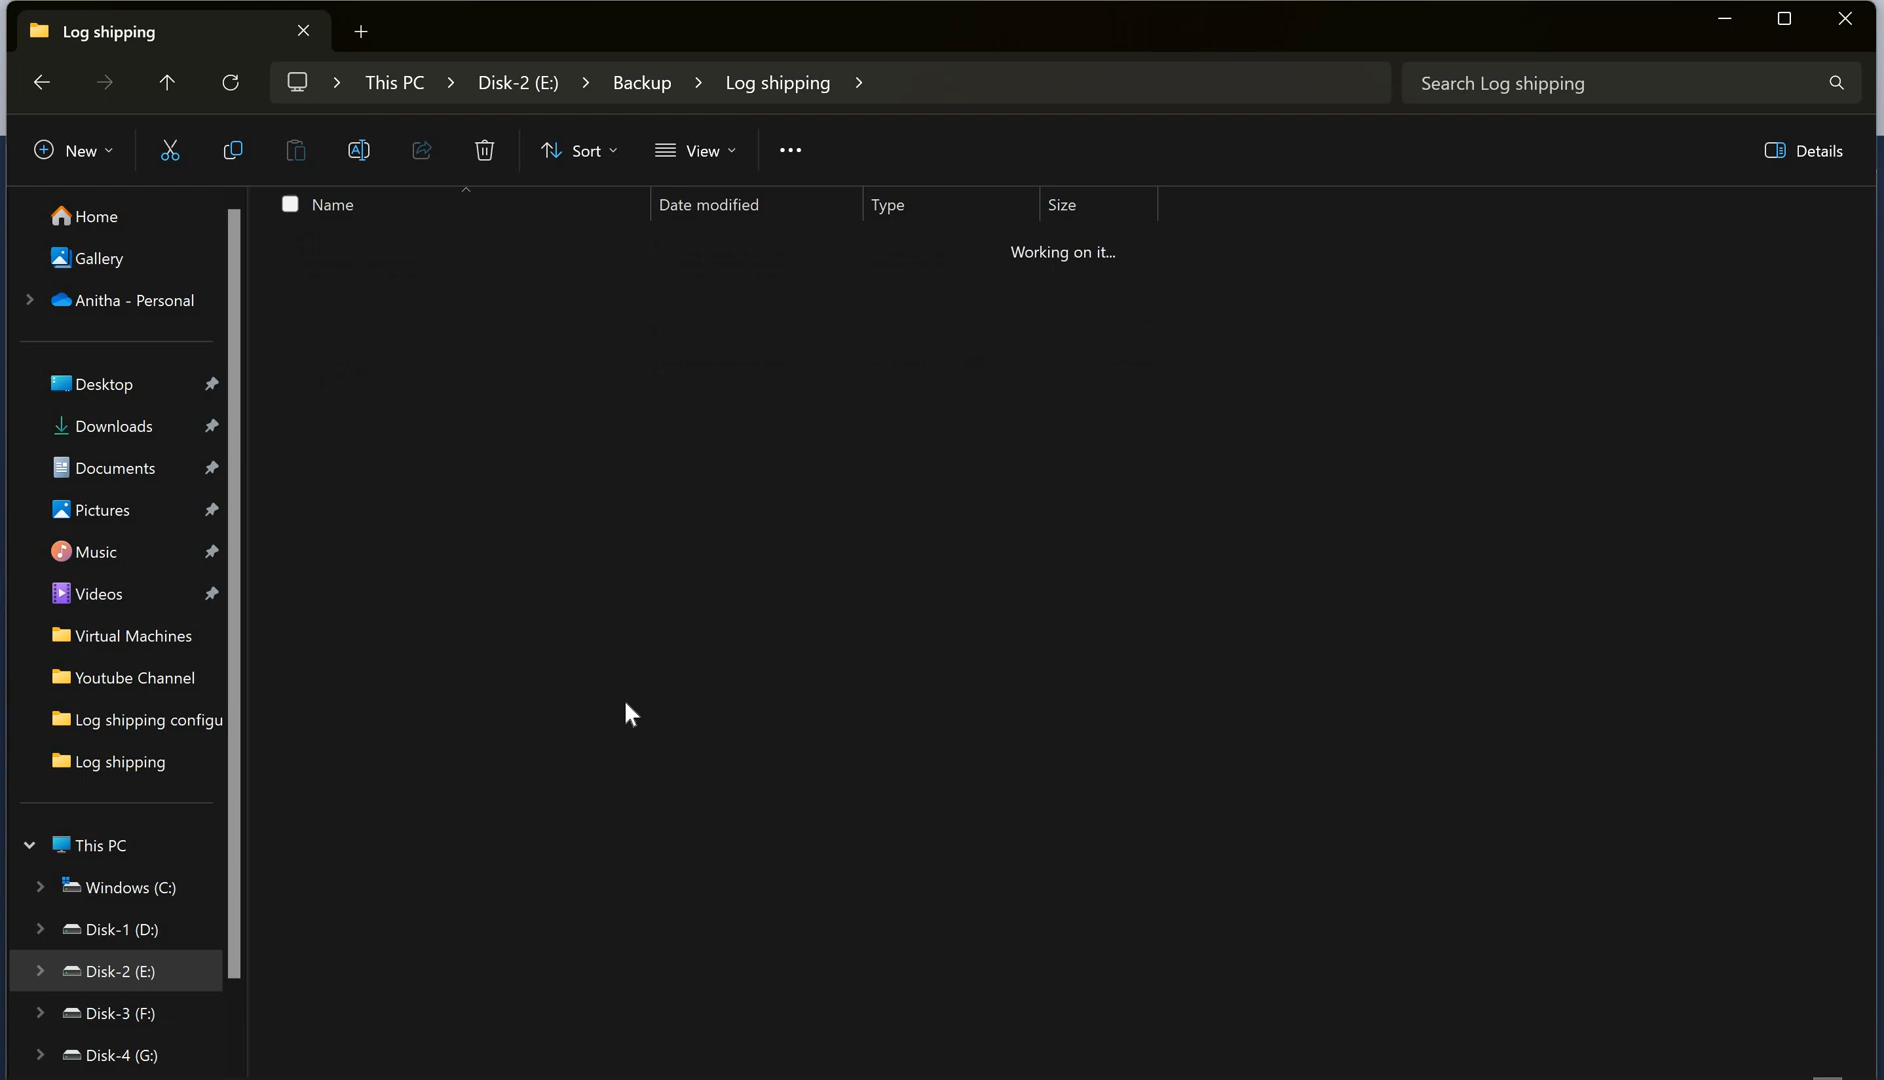 Log shipping
This PC > Disk-2 (E:) > Backup > Log shipping >
Search Log shipping
New
Sort
View
Details
Name
Date modified
Type
Size
Working on it...
Home
Gallery
Anitha - Personal
Desktop
Downloads
Documents
Pictures
Music
Videos
Virtual Machines
Youtube Channel
Log shipping configu
Log shipping
This PC
Windows (C:)
Disk-1 (D:)
Disk-2 (E:)
Disk-3 (F:)
Disk-4 (G:)